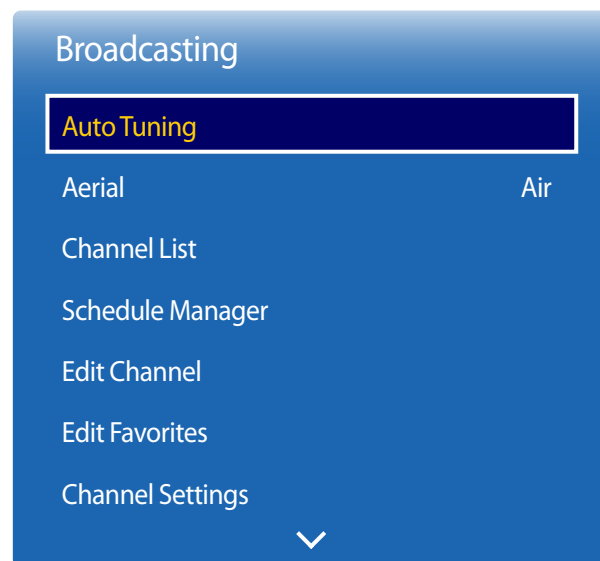 Broadcasting
Auto Tuning
Aerial Air
Channel List
Schedule Manager
Edit Channel
Edit Favorites
Channel Settings